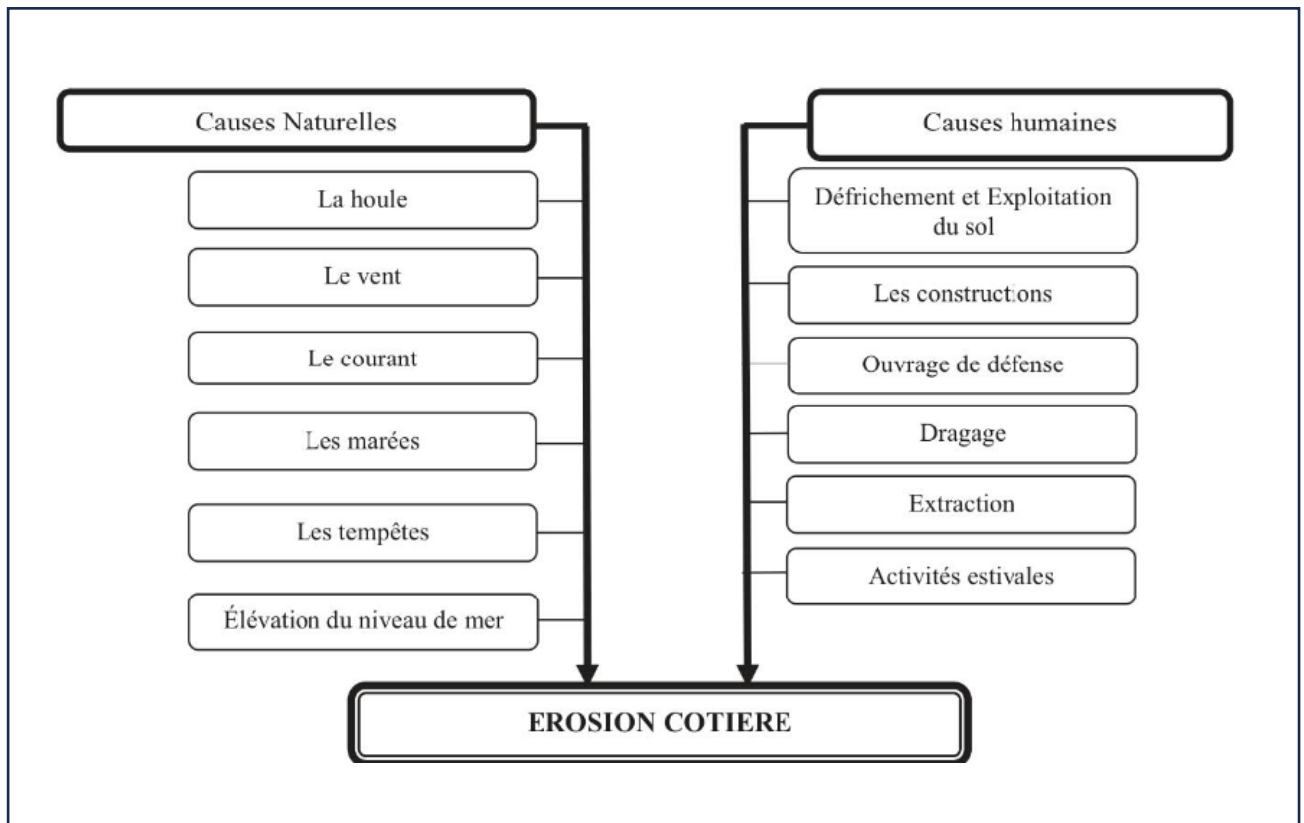 Causes Naturelles
La houle
Le vent
Le courant
Les marées
Les tempêtes
Élévation du niveau de mer
Causes humaines
Défrichement et Exploitation
du sol
Les constructions
Ouvrage de défense
Dragage
Extraction
Activités estivales
EROSION COTIERE